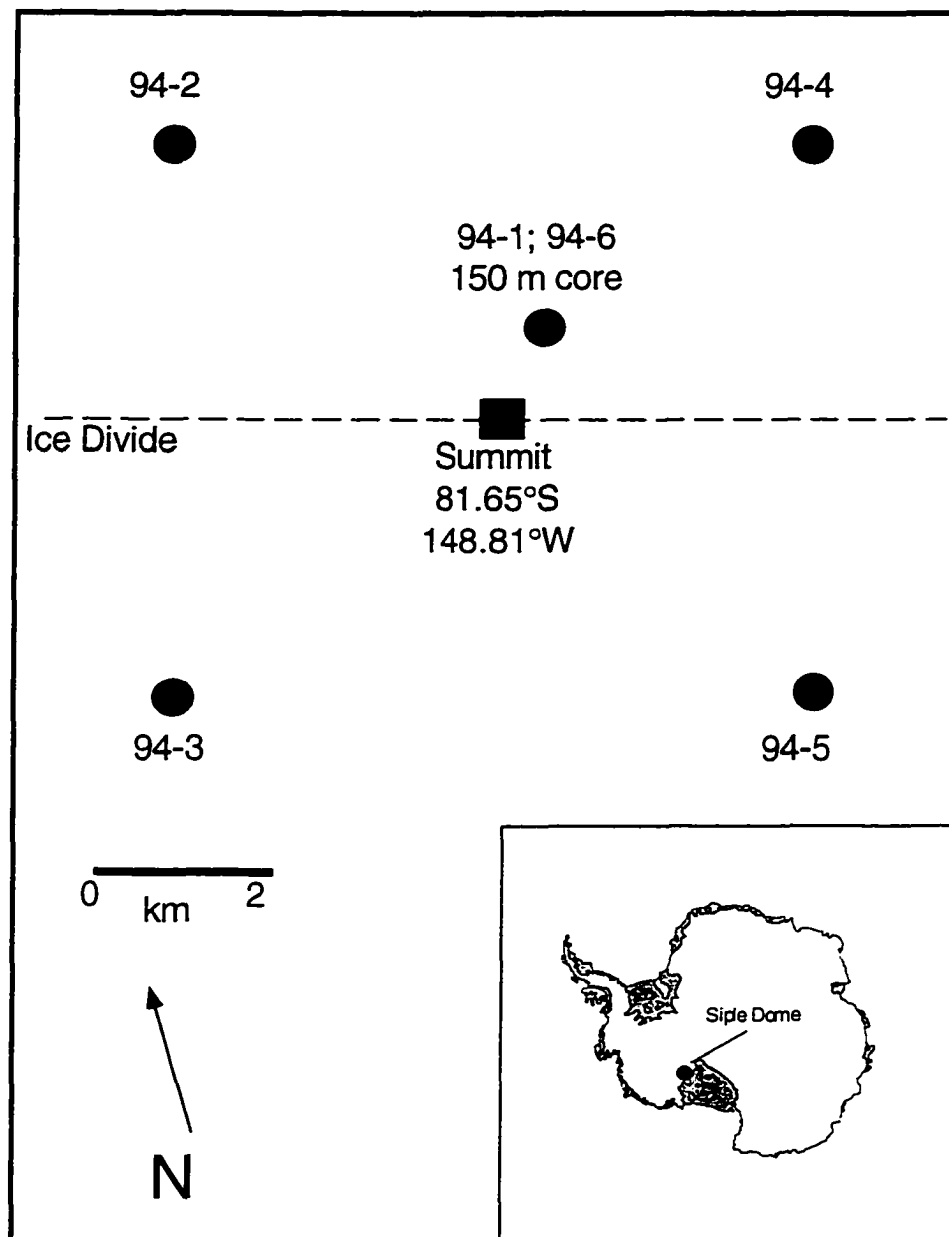 94-2
94-4
94-1; 94-6
150 m core
Ice Divide
Summit
81.65°S
148.81°W
94-3
94-5
0 2
km
N
Siple Dome